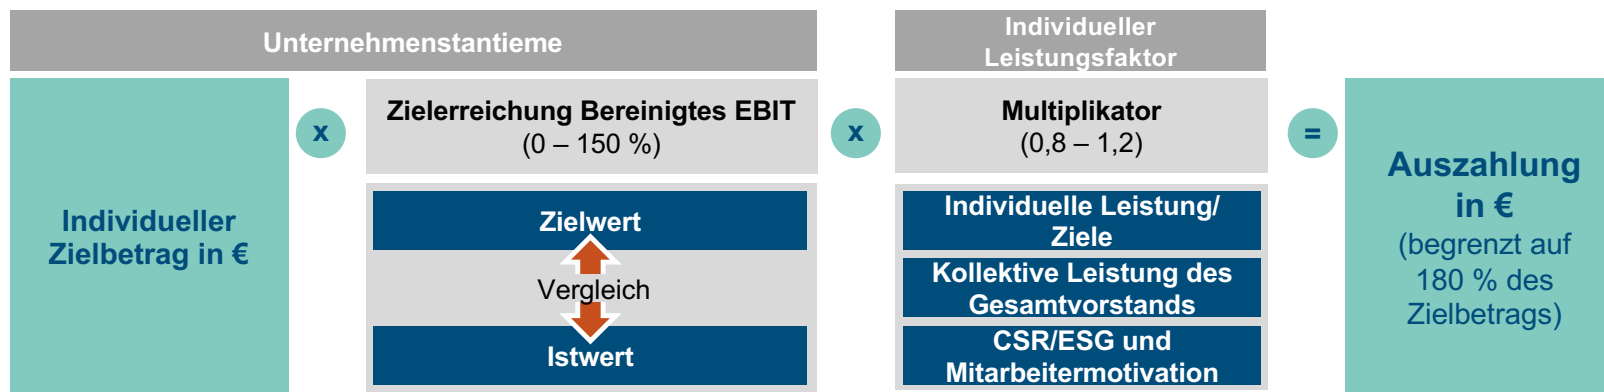 Unternehmenstantieme
Individueller
Leistungsfaktor
Individueller
Zielbetrag in €
x
Zielerreichung Bereinigtes EBIT
(0 – 150 %)
Zielwert
Vergleich
Istwert
x
Multiplikator
(0,8 – 1,2)
Individuelle Leistung/
Ziele
Kollektive Leistung des
Gesamtvorstands
CSR/ESG und
Mitarbeitermotivation
=
Auszahlung
in €
(begrenzt auf
180 % des
Zielbetrags)